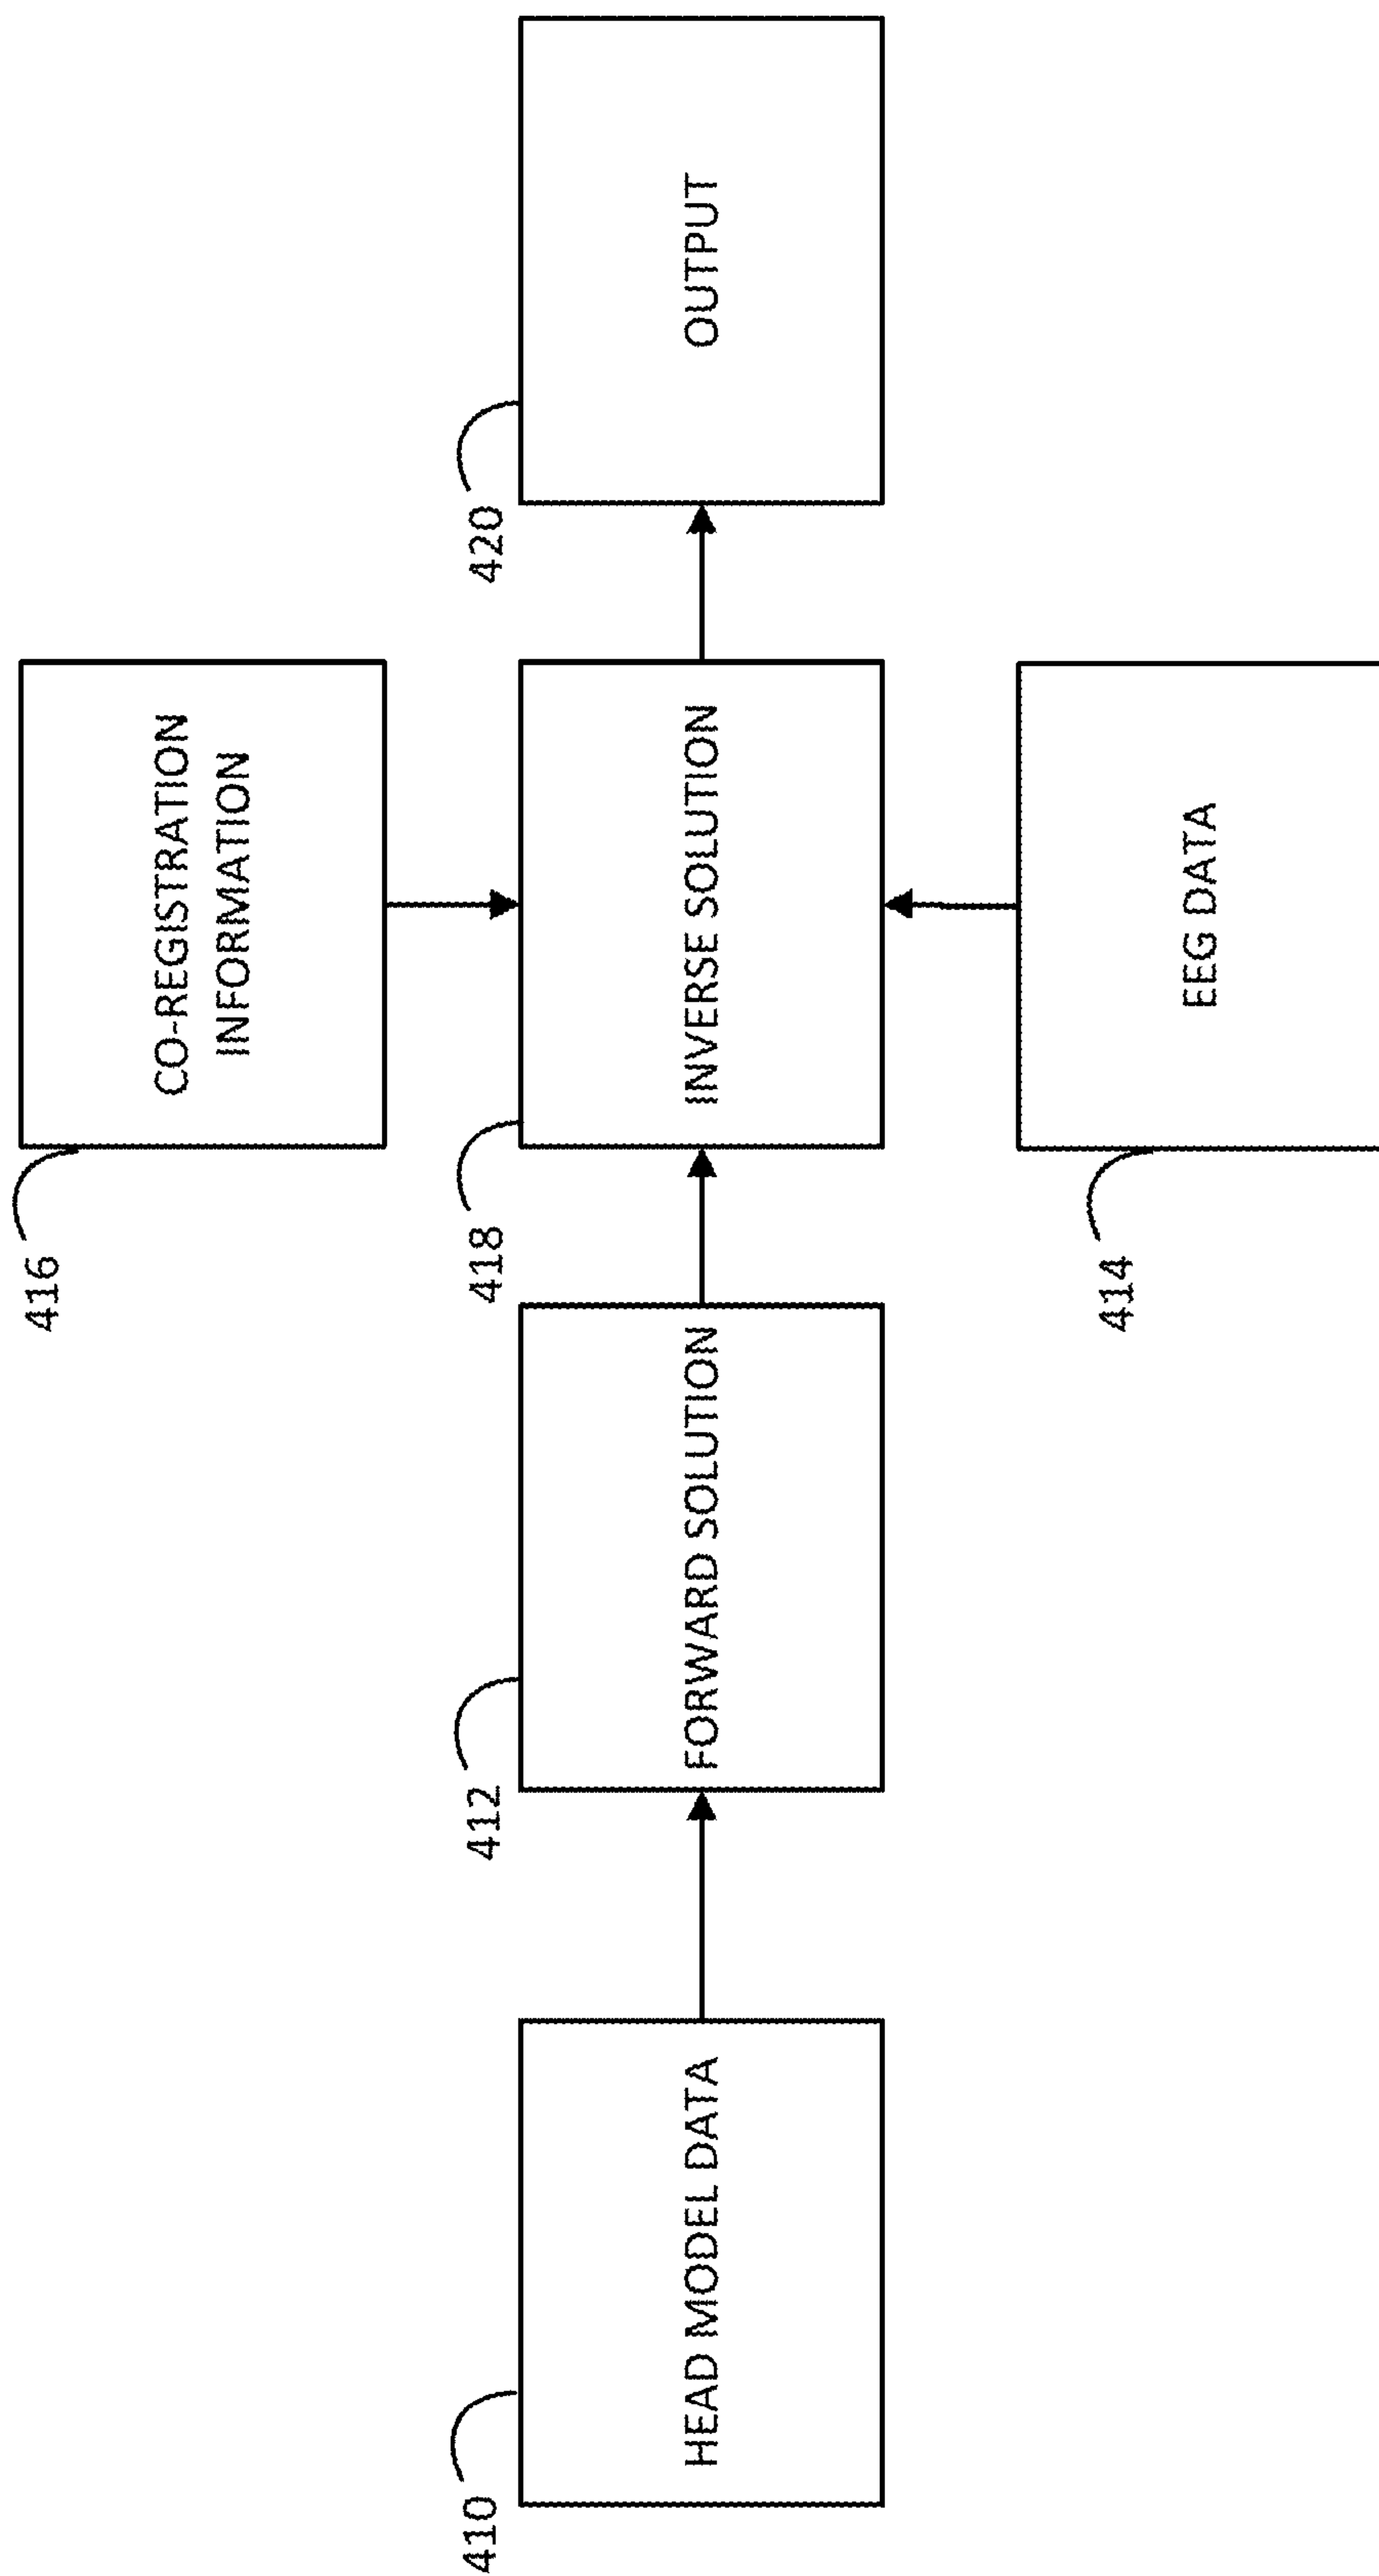 416
CO-REGISTRATION
INFORMATION
410
HEAD MODEL DATA
412
FORWARD SOLUTION
418
INVERSE SOLUTION
420
OUTPUT
414
EEG DATA